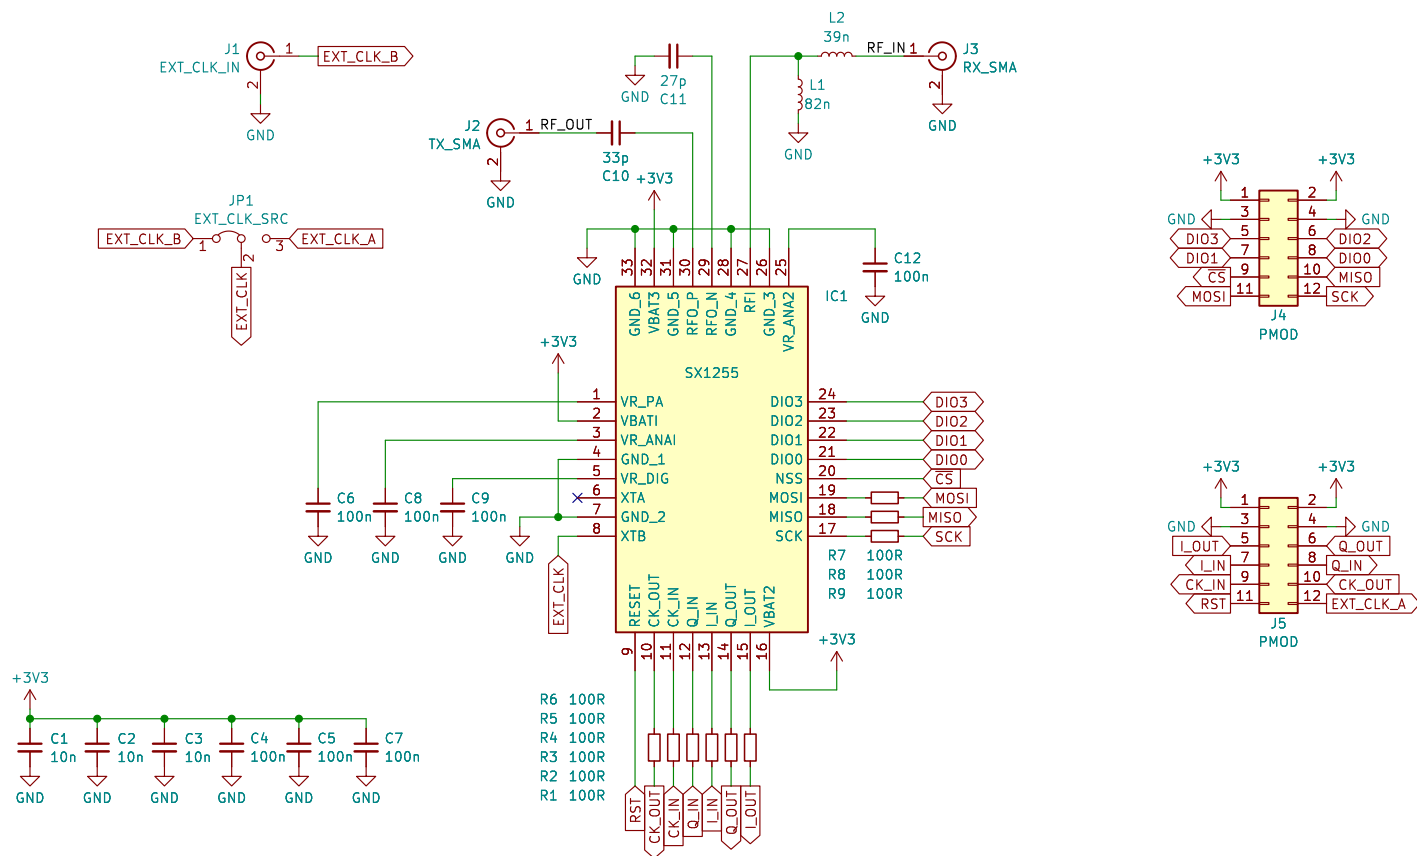 J1
EXT_CLK_IN
1
EXT_CLK_B
2
GND
JP1
EXT_CLK_SRC
EXT_CLK_B
1
3
EXT_CLK_A
2
EXT_CLK
L2
39n
RF_IN
1
J3
RX_SMA
2
GND
L1
82n
GND
GND
27p
C11
J2
TX_SMA
1
RF_OUT
2
GND
33p
C10
+3V3
GND
33
32
31
30
29
28
27
26
25
GND_6
VBAT3
GND_5
RFO_P
RFO_N
GND_4
RFI
GND_3
VR_ANA2
C12
100n
GND
IC1
SX1255
+3V3
1 VR_PA
2 VBATI
3 VR_ANAI
4 GND_1
5 VR_DIG
6 XTA
7 GND_2
8 XTB
GND
EXT_CLK
C6
100n
GND
C8
100n
GND
C9
100n
GND
DIO3 24 DIO3
DIO2 23 DIO2
DIO1 22 DIO1
DIO0 21 DIO0
NSS 20 CS
MOSI 19 MOSI
MISO 18 MISO
SCK 17 SCK
R7 100R
R8 100R
R9 100R
RESET
CK_OUT
CK_IN
Q_IN
I_IN
Q_OUT
I_OUT
VBAT2
9
10
11
12
13
14
15
16
+3V3
R6 100R
R5 100R
R4 100R
R3 100R
R2 100R
R1 100R
RST
CK_OUT
CK_IN
Q_IN
I_IN
Q_OUT
I_OUT
+3V3
C1
10n
GND
C2
10n
GND
C3
10n
GND
C4
100n
GND
C5
100n
GND
C7
100n
GND
+3V3 +3V3
1 2
GND 3 4 GND
DIO3 5 6 DIO2
DIO1 7 8 DIO0
CS 9 10 MISO
MOSI 11 12 SCK
J4
PMOD
+3V3 +3V3
1 2
GND 3 4 GND
I_OUT 5 6 Q_OUT
I_IN 7 8 Q_IN
CK_IN 9 10 CK_OUT
RST 11 12 EXT_CLK_A
J5
PMOD